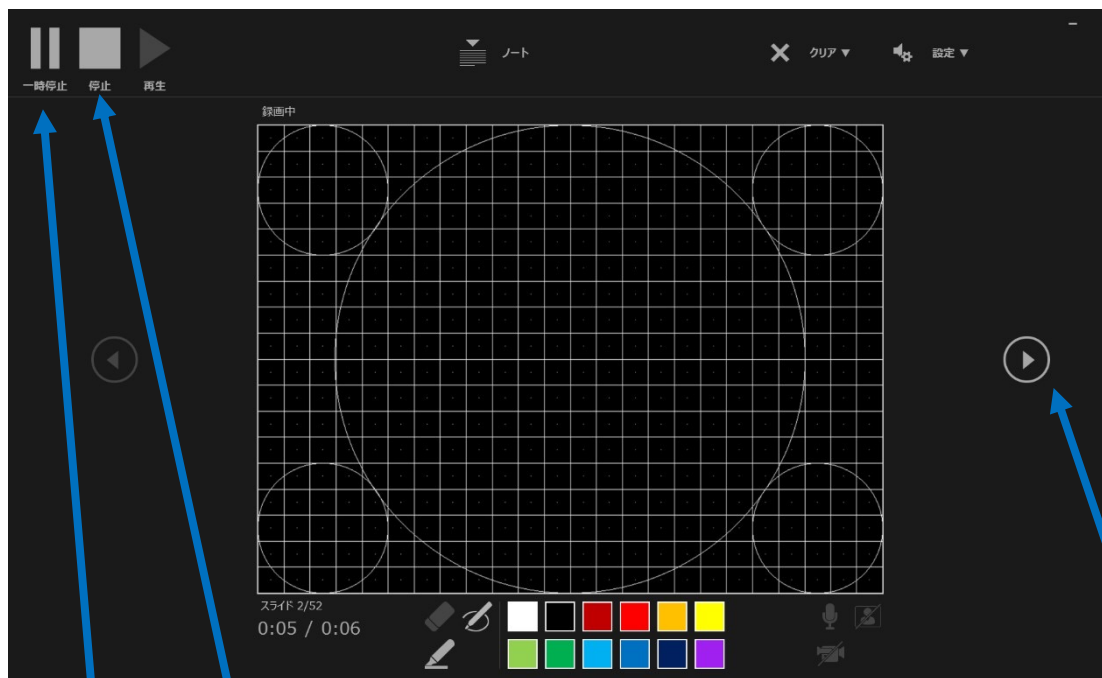 ノート
クリア ▼
設定 ▼
一時停止
停止
再生
録画中
スライド 2/52
0:05 / 0:06